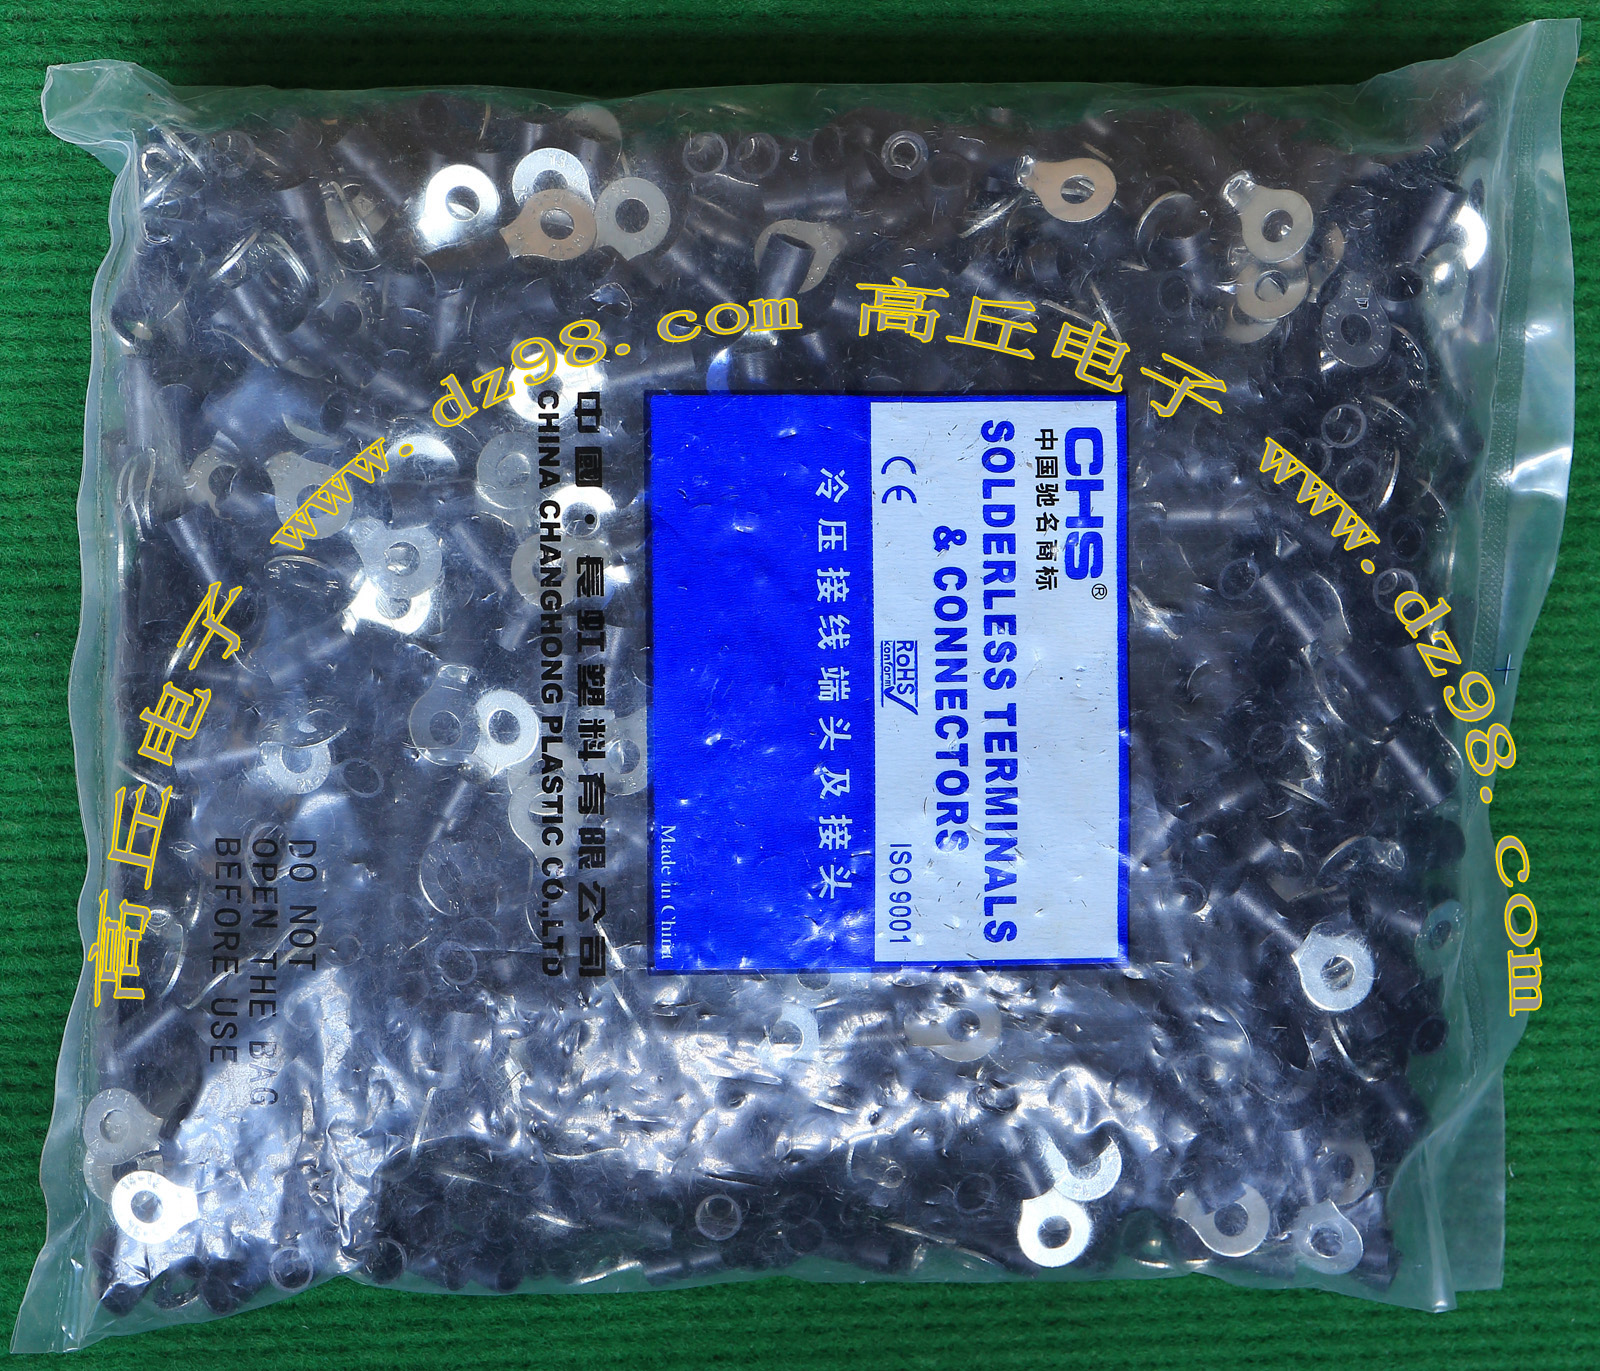 www.dz98.com 高丘电子
www.dz98.com
高丘电子
CHS®
中国驰名商标
SOLDERLESS TERMINALS
& CONNECTORS
CE
RoHS
konform
ISO 9001
冷压接线端头及接头
Made in China
中國·長虹塑料有限公司
CHINA CHANGHONG PLASTIC CO.,LTD
DO NOT
OPEN THE BAG
BEFORE USE